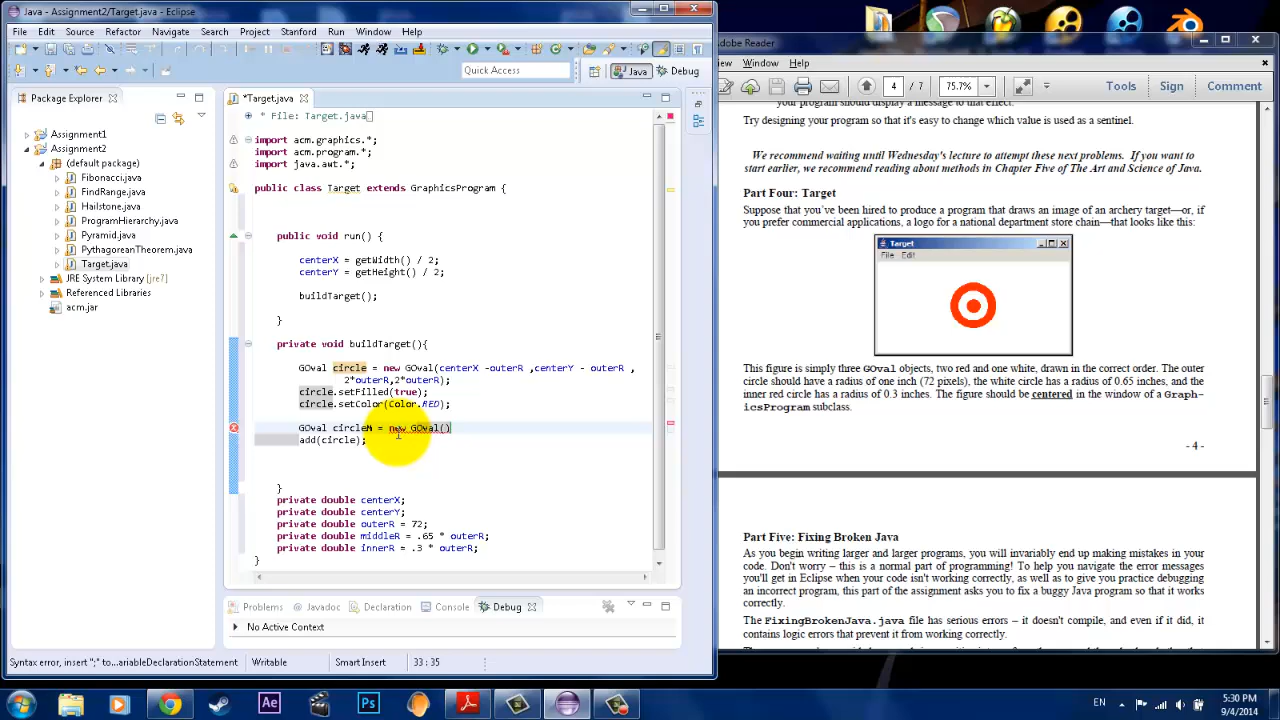 Java - Assignment2/Target.java - Eclipse
File Edit Source Refactor Navigate Search Project Stanford Run Window Help
Quick Access
Java
Debug
Package Explorer
Assignment1
Assignment2
(default package)
Fibonacci.java
FindRange.java
Hailstone.java
ProgramHierarchy.java
Pyramid.java
PythagoreanTheorem.java
Target.java
JRE System Library [jre7]
Referenced Libraries
acm.jar
*Target.java
* File: Target.java
import acm.graphics.*;
import acm.program.*;
import java.awt.*;
public class Target extends GraphicsProgram {
public void run() {
centerX = getWidth() / 2;
centerY = getHeight() / 2;
buildTarget();
}
private void buildTarget(){
GOval circle = new GOval(centerX -outerR ,centerY - outerR ,
2*outerR,2*outerR);
circle.setFilled(true);
circle.setColor(Color.RED);
GOval circleM = new GOval()
add(circle);
}
private double centerX;
private double centerY;
private double outerR = 72;
private double middleR = .65 * outerR;
private double innerR = .3 * outerR;
}
Problems Javadoc Declaration Console Debug
No Active Context
Syntax error, insert ";" to...ariableDeclarationStatement
Writable
Smart Insert
33 : 35
Adobe Reader
Window Help
4 / 7
75.7%
Tools Sign Comment
your program should display a message to that effect.
Try designing your program so that it's easy to change which value is used as a sentinel.
We recommend waiting until Wednesday's lecture to attempt these next problems. If you want to
start earlier, we recommend reading about methods in Chapter Five of The Art and Science of Java.
Part Four: Target
Suppose that you've been hired to produce a program that draws an image of an archery target—or, if
you prefer commercial applications, a logo for a national department store chain—that looks like this:
Target
File Edit
This figure is simply three GOval objects, two red and one white, drawn in the correct order. The outer
circle should have a radius of one inch (72 pixels), the white circle has a radius of 0.65 inches, and the
inner red circle has a radius of 0.3 inches. The figure should be centered in the window of a Graph-
icsProgram subclass.
- 4 -
Part Five: Fixing Broken Java
As you begin writing larger and larger programs, you will invariably end up making mistakes in your
code. Don't worry – this is a normal part of programming! To help you navigate the error messages
you'll get in Eclipse when your code isn't working correctly, as well as to give you practice debugging
an incorrect program, this part of the assignment asks you to fix a buggy Java program so that it works
correctly.
The FixingBrokenJava.java file has serious errors – it doesn't compile, and even if it did, it
contains logic errors that prevent it from working correctly.
Ae
Ps
EN
5:30 PM
9/4/2014